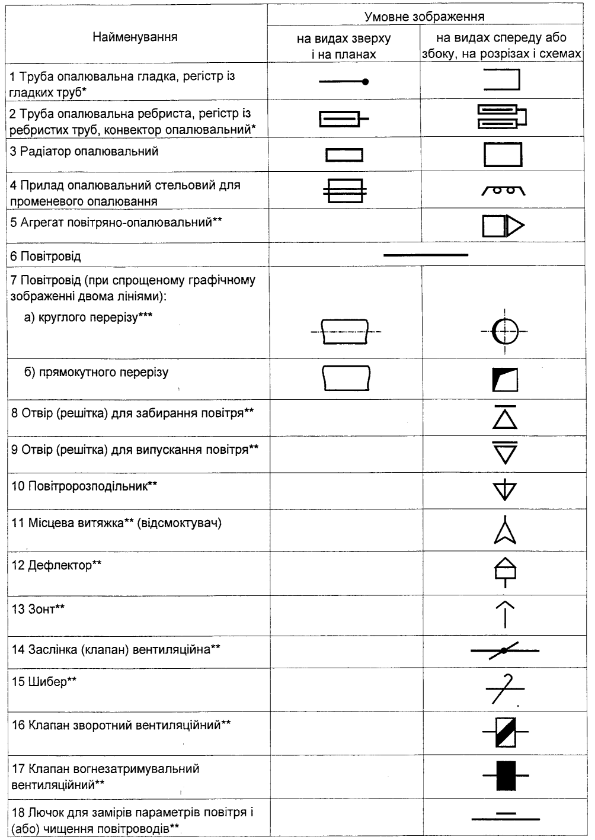 Найменування
Умовне зображення
на видах зверху
і на планах
на видах спереду або
збоку, на розрізах і схемах
1 Труба опалювальна гладка, регістр із
гладких труб*
2 Труба опалювальна ребриста, регістр із
ребристих труб, конвектор опалювальний*
3 Радіатор опалювальний
4 Прилад опалювальний стельовий для
променевого опалювання
5 Агрегат повітряно-опалювальний**
6 Повітровід
7 Повітровід (при спрощеному графічному
зображенні двома лініями):
а) круглого перерізу***
б) прямокутного перерізу
8 Отвір (решітка) для забирання повітря**
9 Отвір (решітка) для випускання повітря**
10 Повітророзподільник**
11 Місцева витяжка** (відсмоктувач)
12 Дефлектор**
13 Зонт**
14 Заслінка (клапан) вентиляційна**
15 Шибер**
16 Клапан зворотний вентиляційний**
17 Клапан вогнезатримувальний
вентиляційний**
18 Лючок для замірів параметрів повітря і
(або) чищення повітроводів**